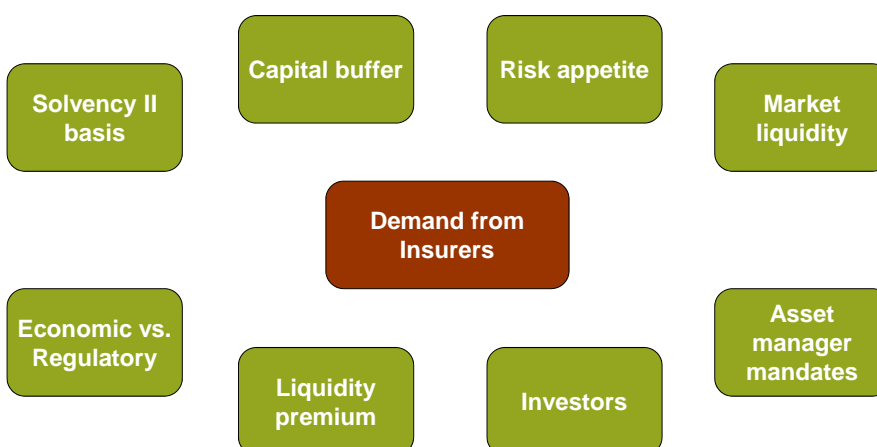 Capital buffer
Risk appetite
Solvency II
basis
Market
liquidity
Demand from
Insurers
Economic vs.
Regulatory
Asset
manager
mandates
Liquidity
premium
Investors